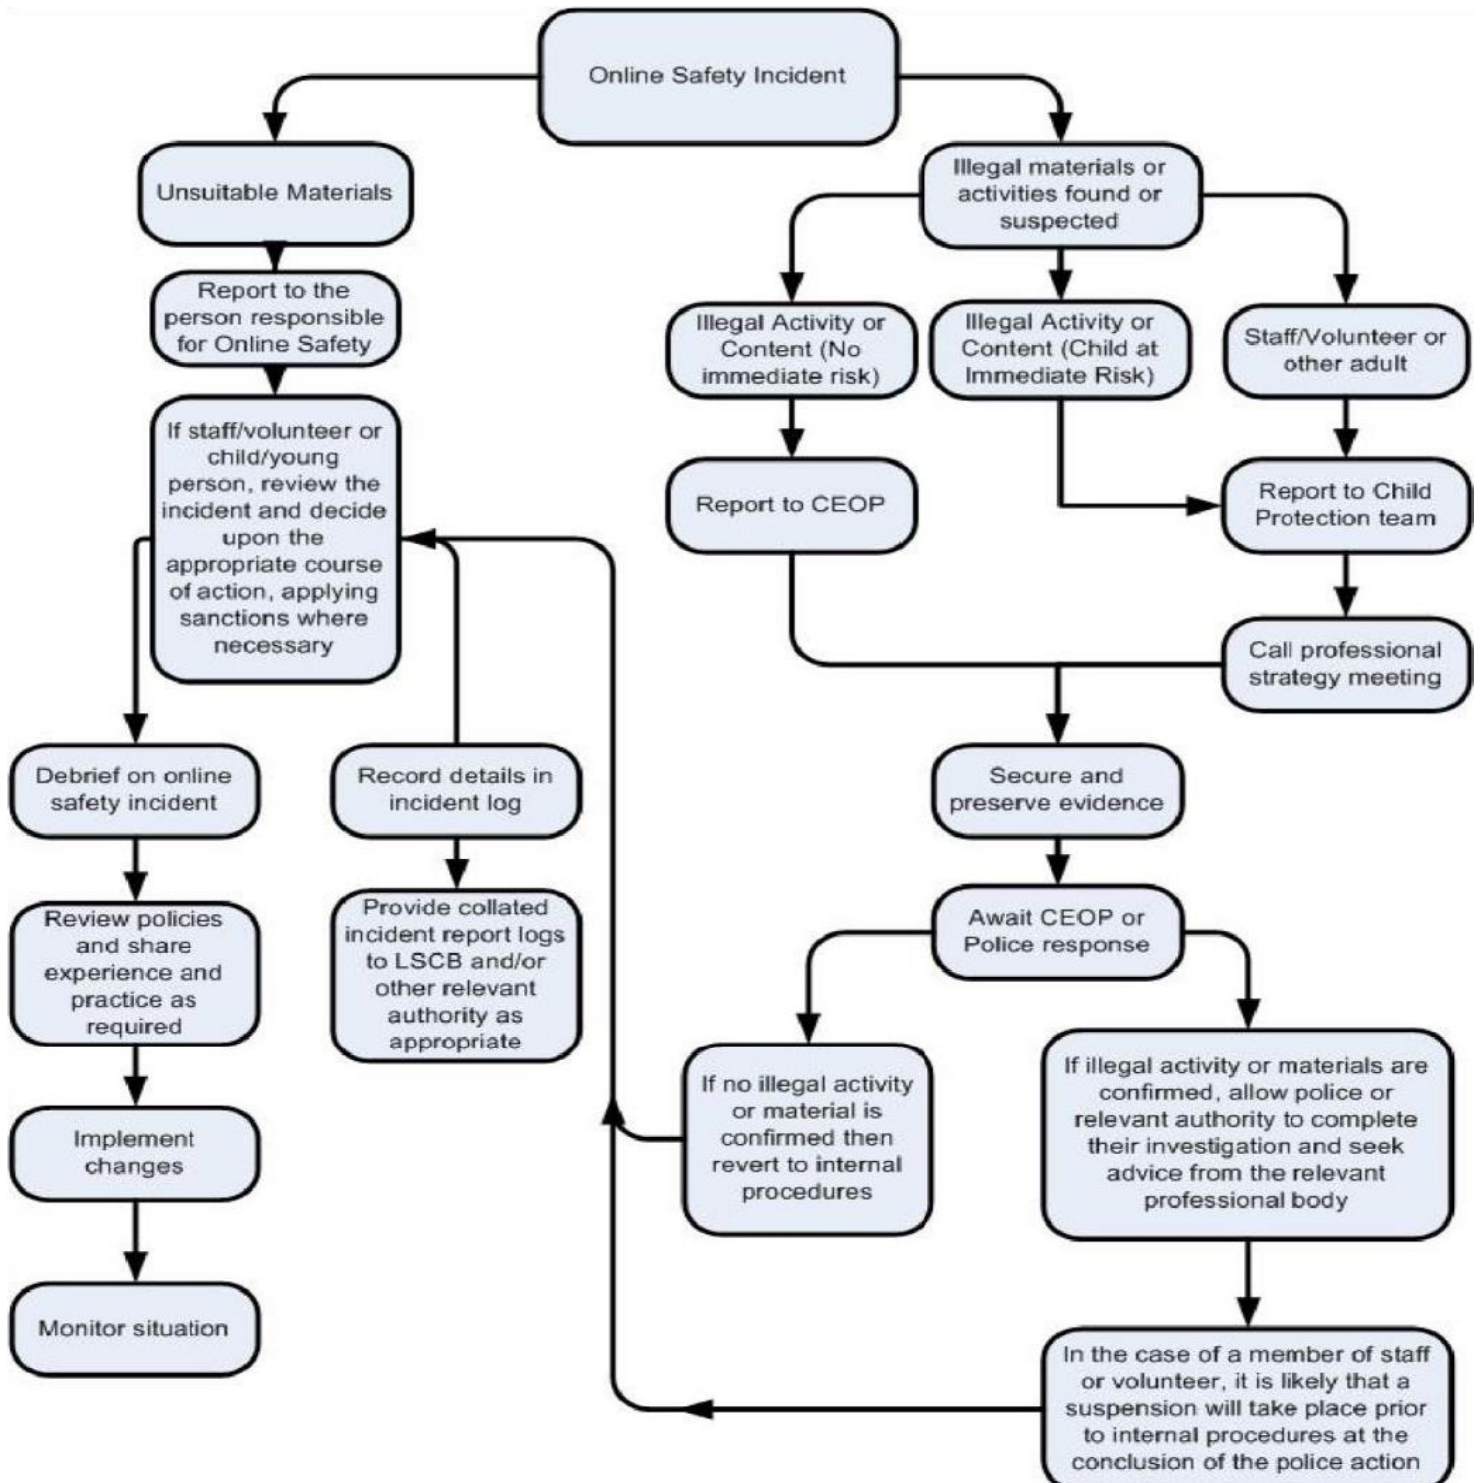 Online Safety Incident
Unsuitable Materials
Report to the
person responsible
for Online Safety
If staff/volunteer or
child/young
person, review the
incident and decide
upon the
appropriate course
of action, applying
sanctions where
necessary
Debrief on online
safety incident
Review policies
and share
experience and
practice as
required
Implement
changes
Monitor situation
Record details in
incident log
Provide collated
incident report logs
to LSCB and/or
other relevant
authority as
appropriate
Illegal materials or
activities found or
suspected
Illegal Activity or
Content (No
immediate risk)
Report to CEOP
Illegal Activity or
Content (Child at
Immediate Risk)
Staff/Volunteer or
other adult
Report to Child
Protection team
Call professional
strategy meeting
Secure and
preserve evidence
Await CEOP or
Police response
If no illegal activity
or material is
confirmed then
revert to internal
procedures
If illegal activity or materials are
confirmed, allow police or
relevant authority to complete
their investigation and seek
advice from the relevant
professional body
In the case of a member of staff
or volunteer, it is likely that a
suspension will take place prior
to internal procedures at the
conclusion of the police action